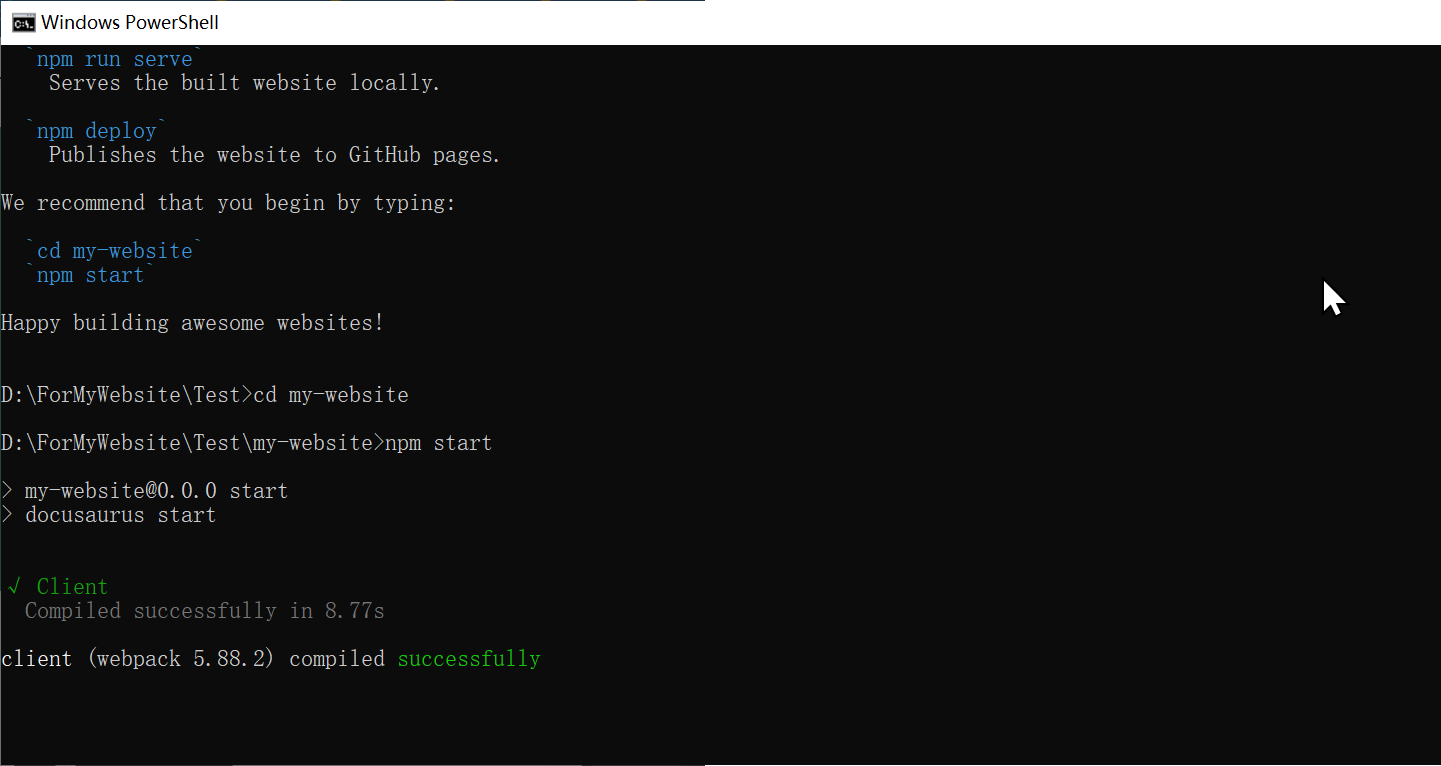 Windows PowerShell
`npm run serve`
Serves the built website locally.
`npm deploy`
Publishes the website to GitHub pages.
We recommend that you begin by typing:
`cd my-website`
`npm start`
Happy building awesome websites!
D:\ForMyWebsite\Test>cd my-website
D:\ForMyWebsite\Test\my-website>npm start
> my-website@0.0.0 start
> docusaurus start
√ Client
Compiled successfully in 8.77s
client (webpack 5.88.2) compiled successfully